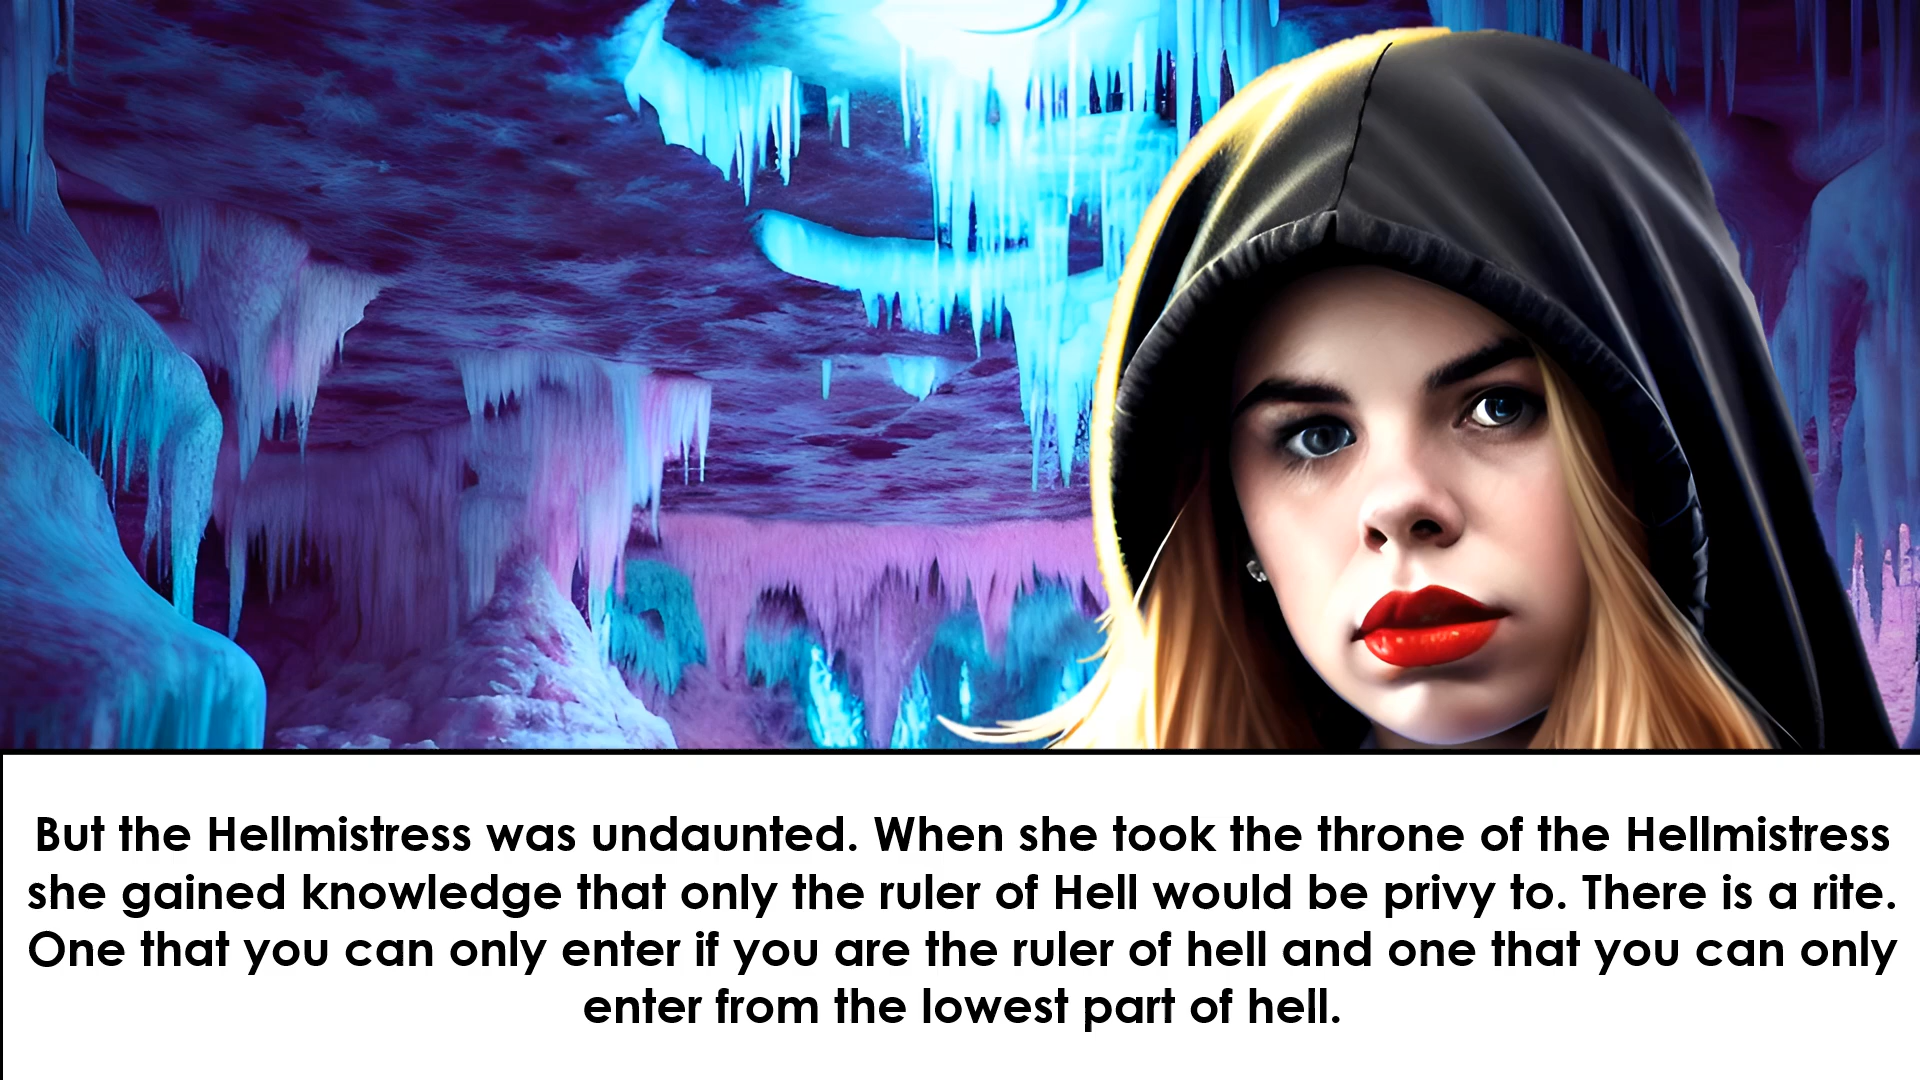 But the Hellmistress was undaunted. When she took the throne of the Hellmistress
she gained knowledge that only the ruler of Hell would be privy to. There is a rite.
One that you can only enter if you are the ruler of hell and one that you can only
enter from the lowest part of hell.